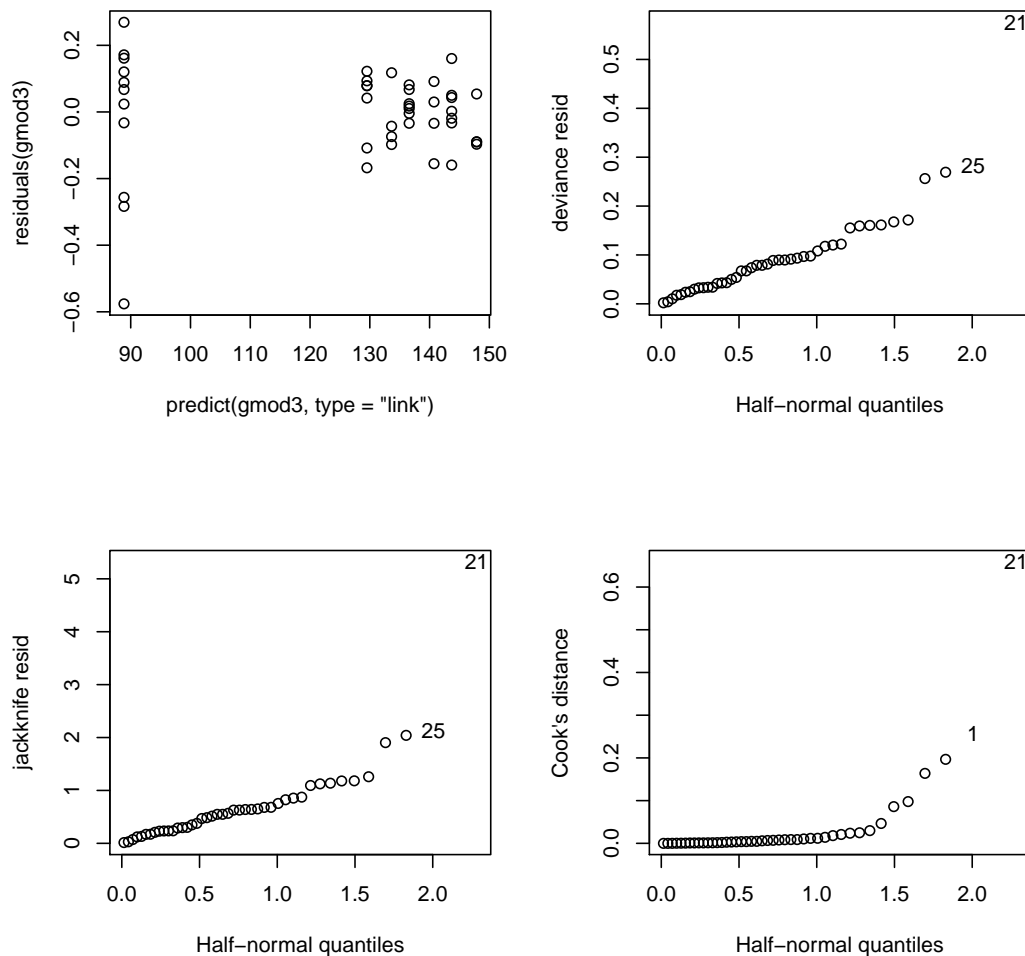 residuals(gmod3)
0.2
0.0
−0.2
−0.4
−0.6
90 100 110 120 130 140 150
predict(gmod3, type = "link")
21
25
deviance resid
0.5
0.4
0.3
0.2
0.1
0.0
0.0 0.5 1.0 1.5 2.0
Half−normal quantiles
21
25
jackknife resid
5
4
3
2
1
0
0.0 0.5 1.0 1.5 2.0
Half−normal quantiles
21
1
Cook's distance
0.6
0.4
0.2
0.0
0.0 0.5 1.0 1.5 2.0
Half−normal quantiles